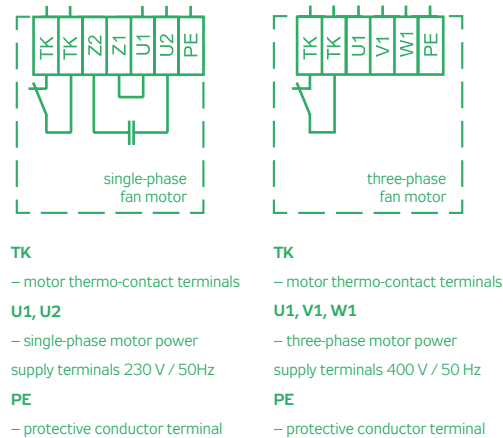 TK
TK
Z2
Z1
U1
U2
PE
single-phase
fan motor
TK
– motor thermo-contact terminals
U1, U2
– single-phase motor power
supply terminals 230 V / 50Hz
PE
– protective conductor terminal
TK
TK
U1
V1
W1
PE
three-phase
fan motor
TK
– motor thermo-contact terminals
U1, V1, W1
– three-phase motor power
supply terminals 400 V / 50 Hz
PE
– protective conductor terminal